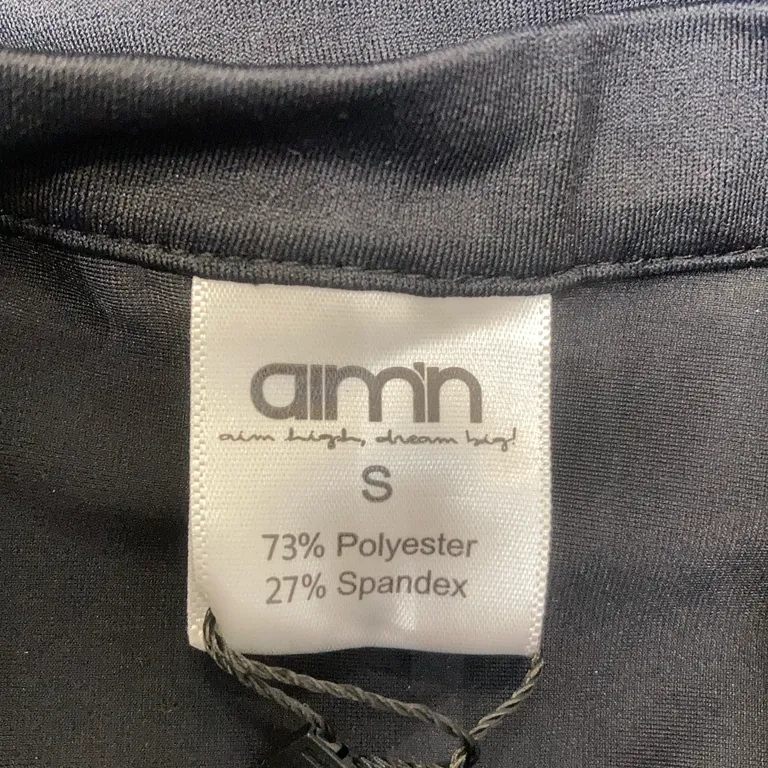 aim'n
aim high, dream big!
S
73% Polyester
27% Spandex